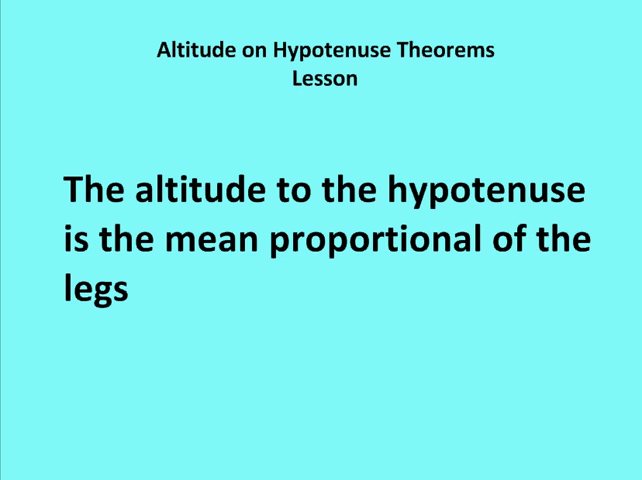 Altitude on Hypotenuse Theorems
Lesson
The altitude to the hypotenuse
is the mean proportional of the
legs